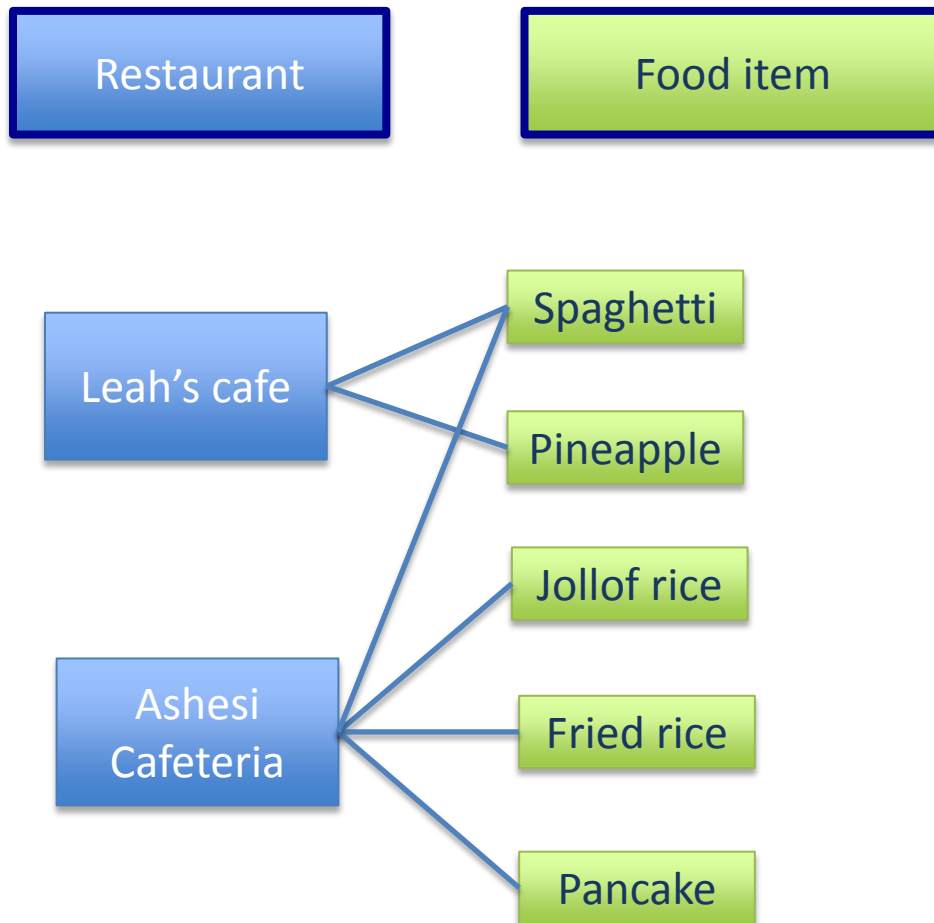 Restaurant
Food item
Spaghetti
Leah’s cafe
Pineapple
Jollof rice
Ashesi
Cafeteria
Fried rice
Pancake